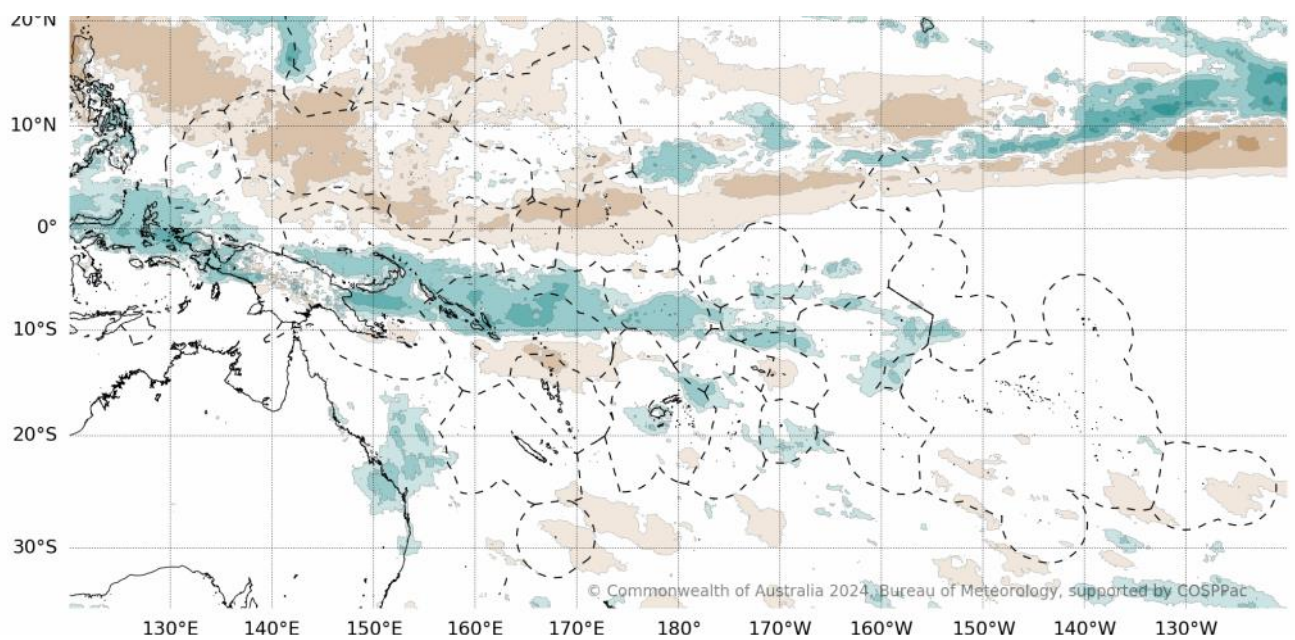 20°N
10°N
0°
10°S
20°S
30°S
© Commonwealth of Australia 2024, Bureau of Meteorology, supported by COSPPac
130°E 140°E 150°E 160°E 170°E 180° 170°W 160°W 150°W 140°W 130°W